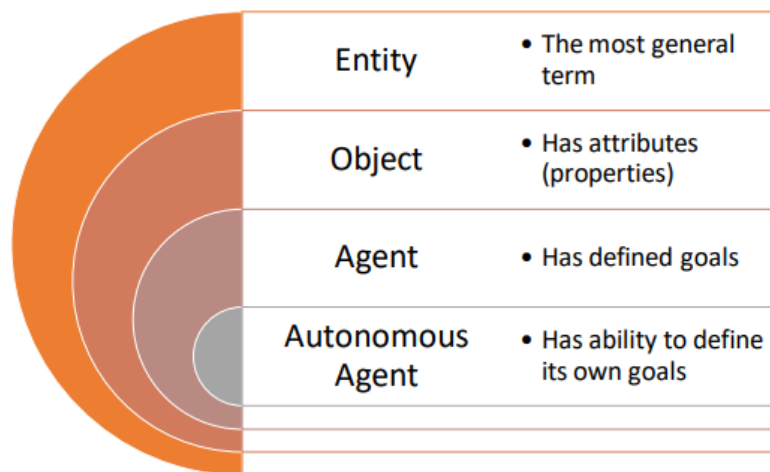 Entity
• The most general
term
Object
• Has attributes
(properties)
Agent
• Has defined goals
Autonomous
Agent
• Has ability to define
its own goals